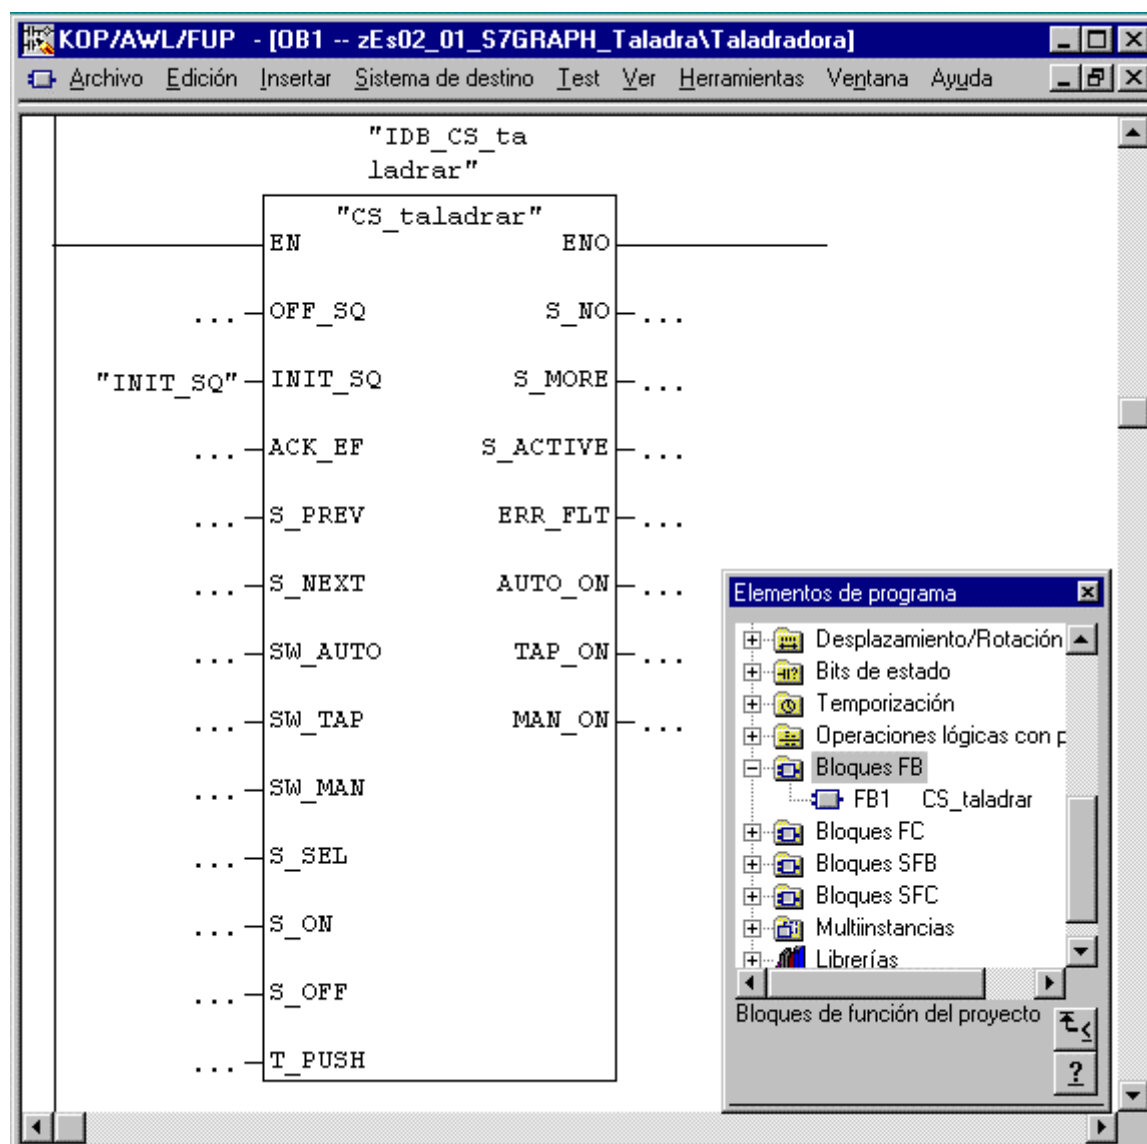 KOP/AWL/FUP - [OB1 -- zEs02_01_S7GRAPH_Taladra\Taladradora]
Archivo Edición Insertar Sistema de destino Test Ver Herramientas Ventana Ayuda
"IDB_CS_ta
ladrar"
"CS_taladrar"
EN ENO
... OFF_SQ S_NO ...
"INIT_SQ" INIT_SQ S_MORE ...
... ACK_EF S_ACTIVE ...
... S_PREV ERR_FLT ...
... S_NEXT AUTO_ON ...
... SW_AUTO TAP_ON ...
... SW_TAP MAN_ON ...
... SW_MAN
... S_SEL
... S_ON
... S_OFF
... T_PUSH
Elementos de programa
Desplazamiento/Rotación
Bits de estado
Temporización
Operaciones lógicas con p
Bloques FB
FB1 CS_taladrar
Bloques FC
Bloques SFB
Bloques SFC
Multiinstancias
Librerías
Bloques de función del proyecto
?